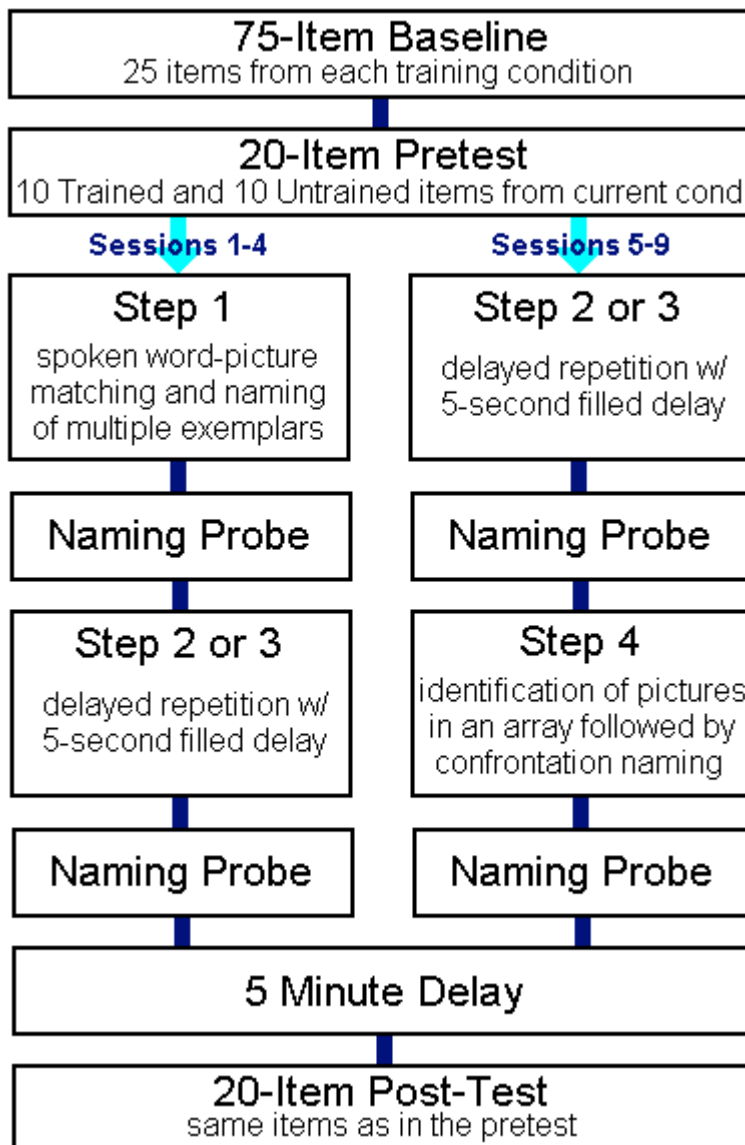 75-Item Baseline
25 items from each training condition
20-Item Pretest
10 Trained and 10 Untrained items from current cond
Sessions 1-4
Step 1
spoken word-picture
matching and naming
of multiple exemplars
Naming Probe
Step 2 or 3
delayed repetition w/
5-second filled delay
Naming Probe
Sessions 5-9
Step 2 or 3
delayed repetition w/
5-second filled delay
Naming Probe
Step 4
identification of pictures
in an array followed by
confrontation naming
Naming Probe
5 Minute Delay
20-Item Post-Test
same items as in the pretest